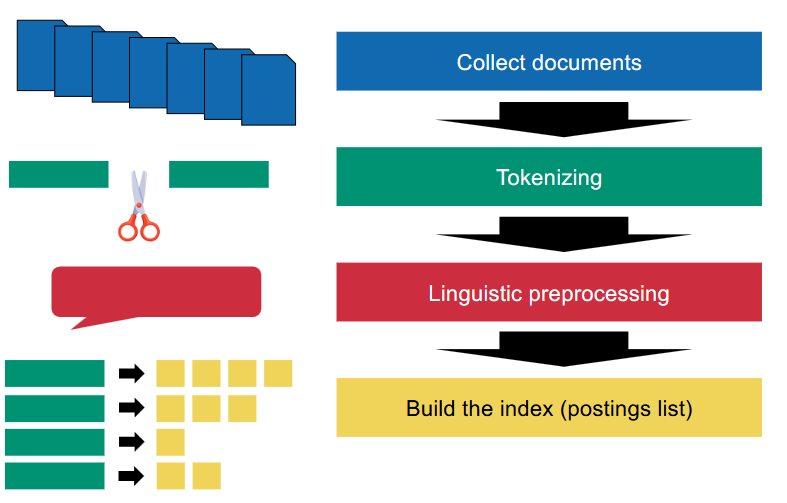 Collect documents
Tokenizing
Linguistic preprocessing
Build the index (postings list)